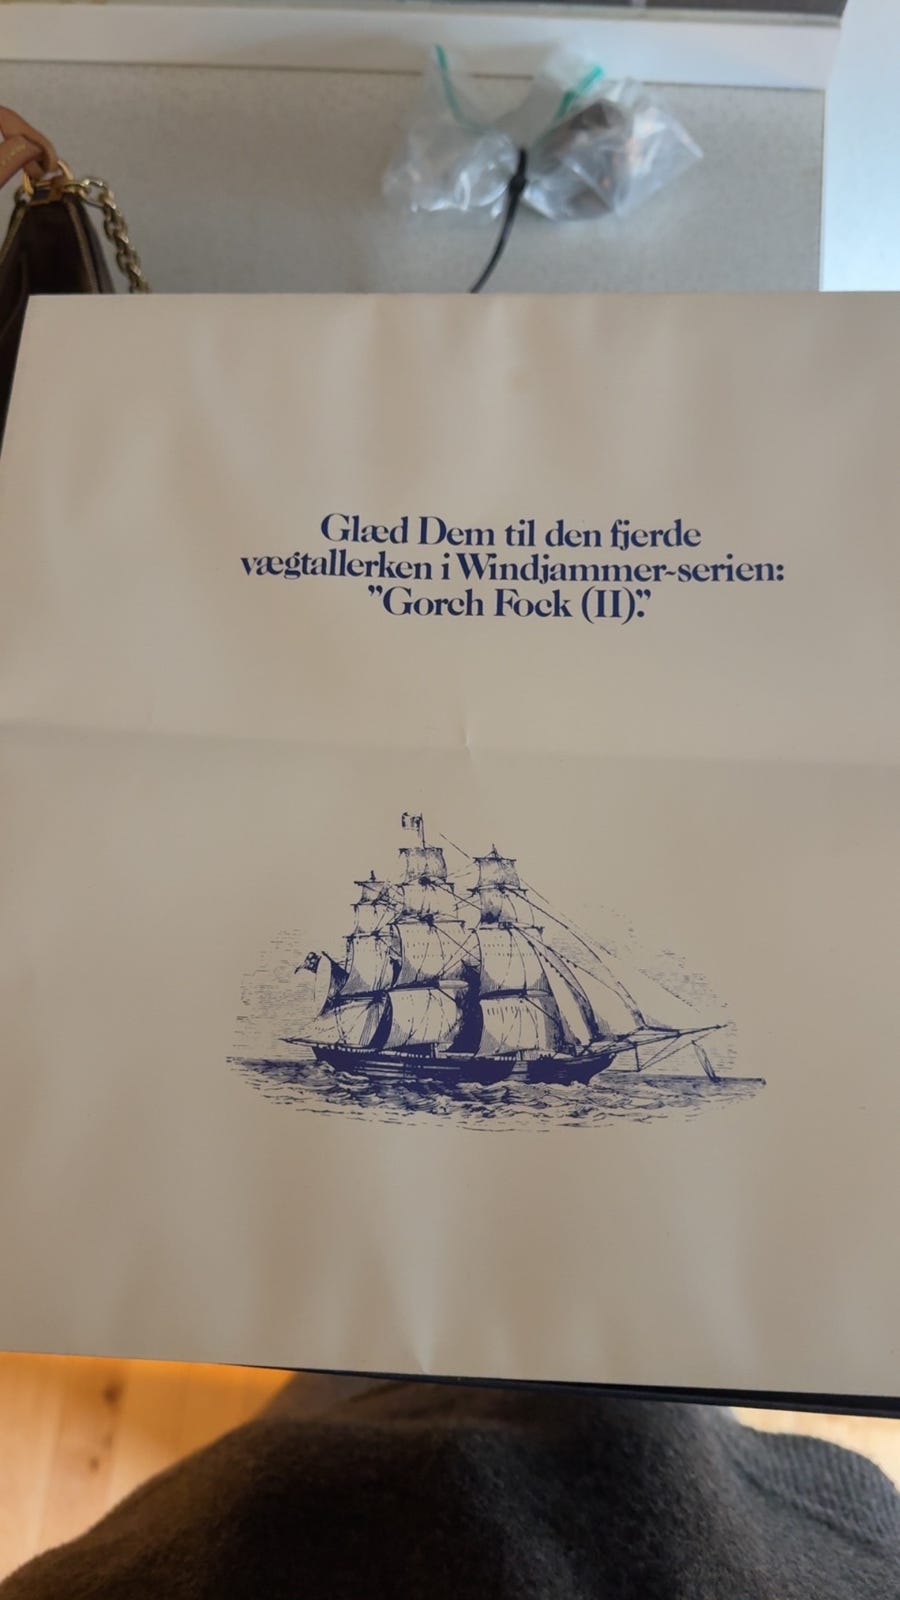 Glæd Dem til den fjerde
vægtallerken i Windjammer-serien:
”Gorch Fock (II)”.